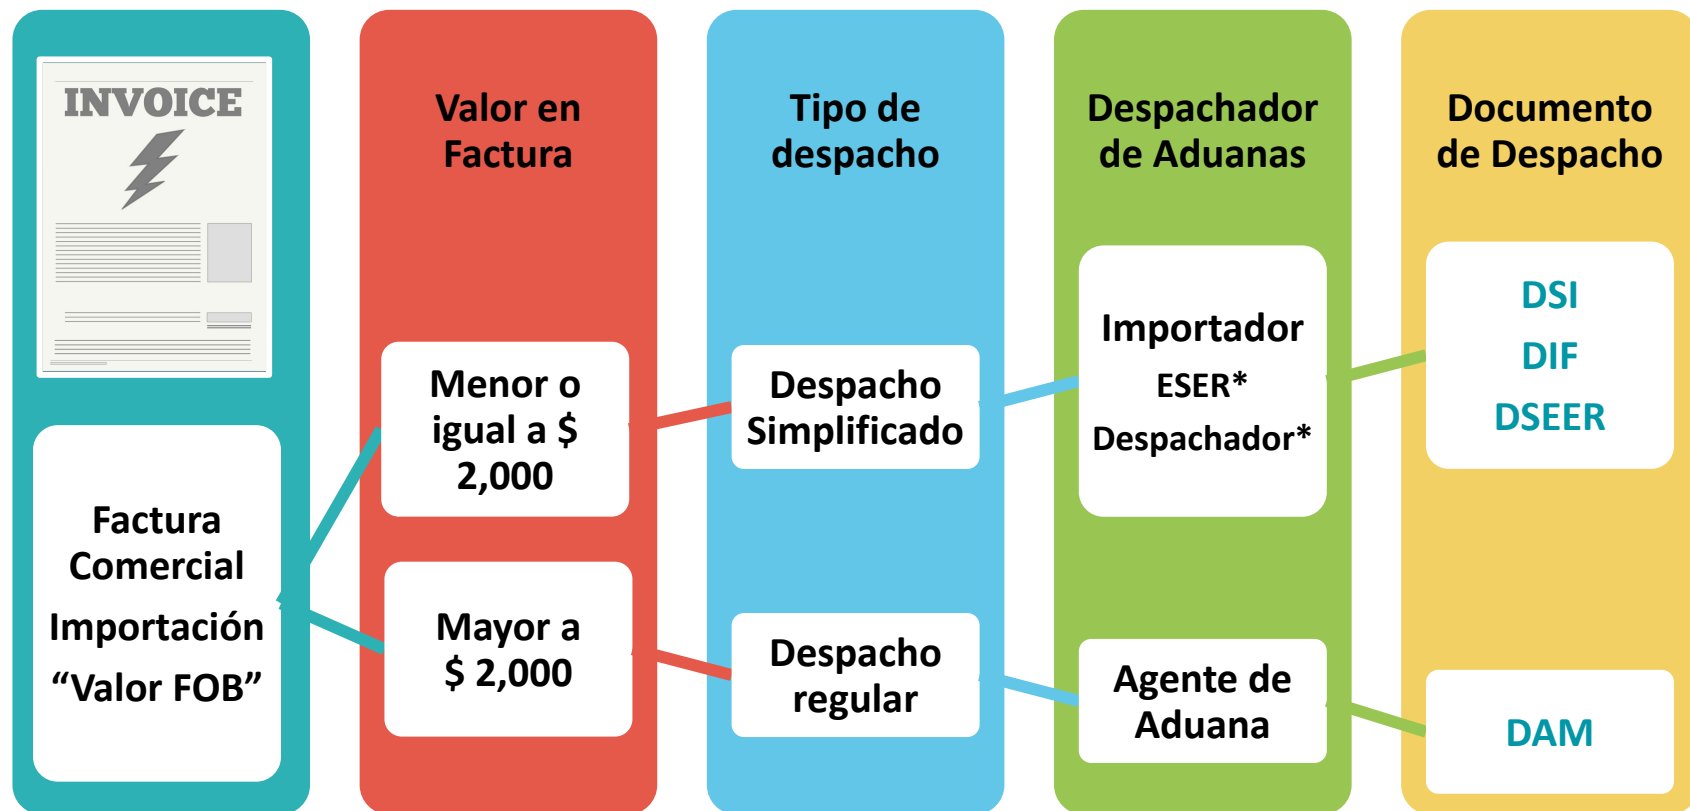 INVOICE
Factura
Comercial
Importación
“Valor FOB”
Valor en
Factura
Menor o
igual a $
2,000
Mayor a
$ 2,000
Tipo de
despacho
Despacho
Simplificado
Despacho
regular
Despachador
de Aduanas
Importador
ESER*
Despachador*
Agente de
Aduana
Documento
de Despacho
DSI
DIF
DSEER
DAM